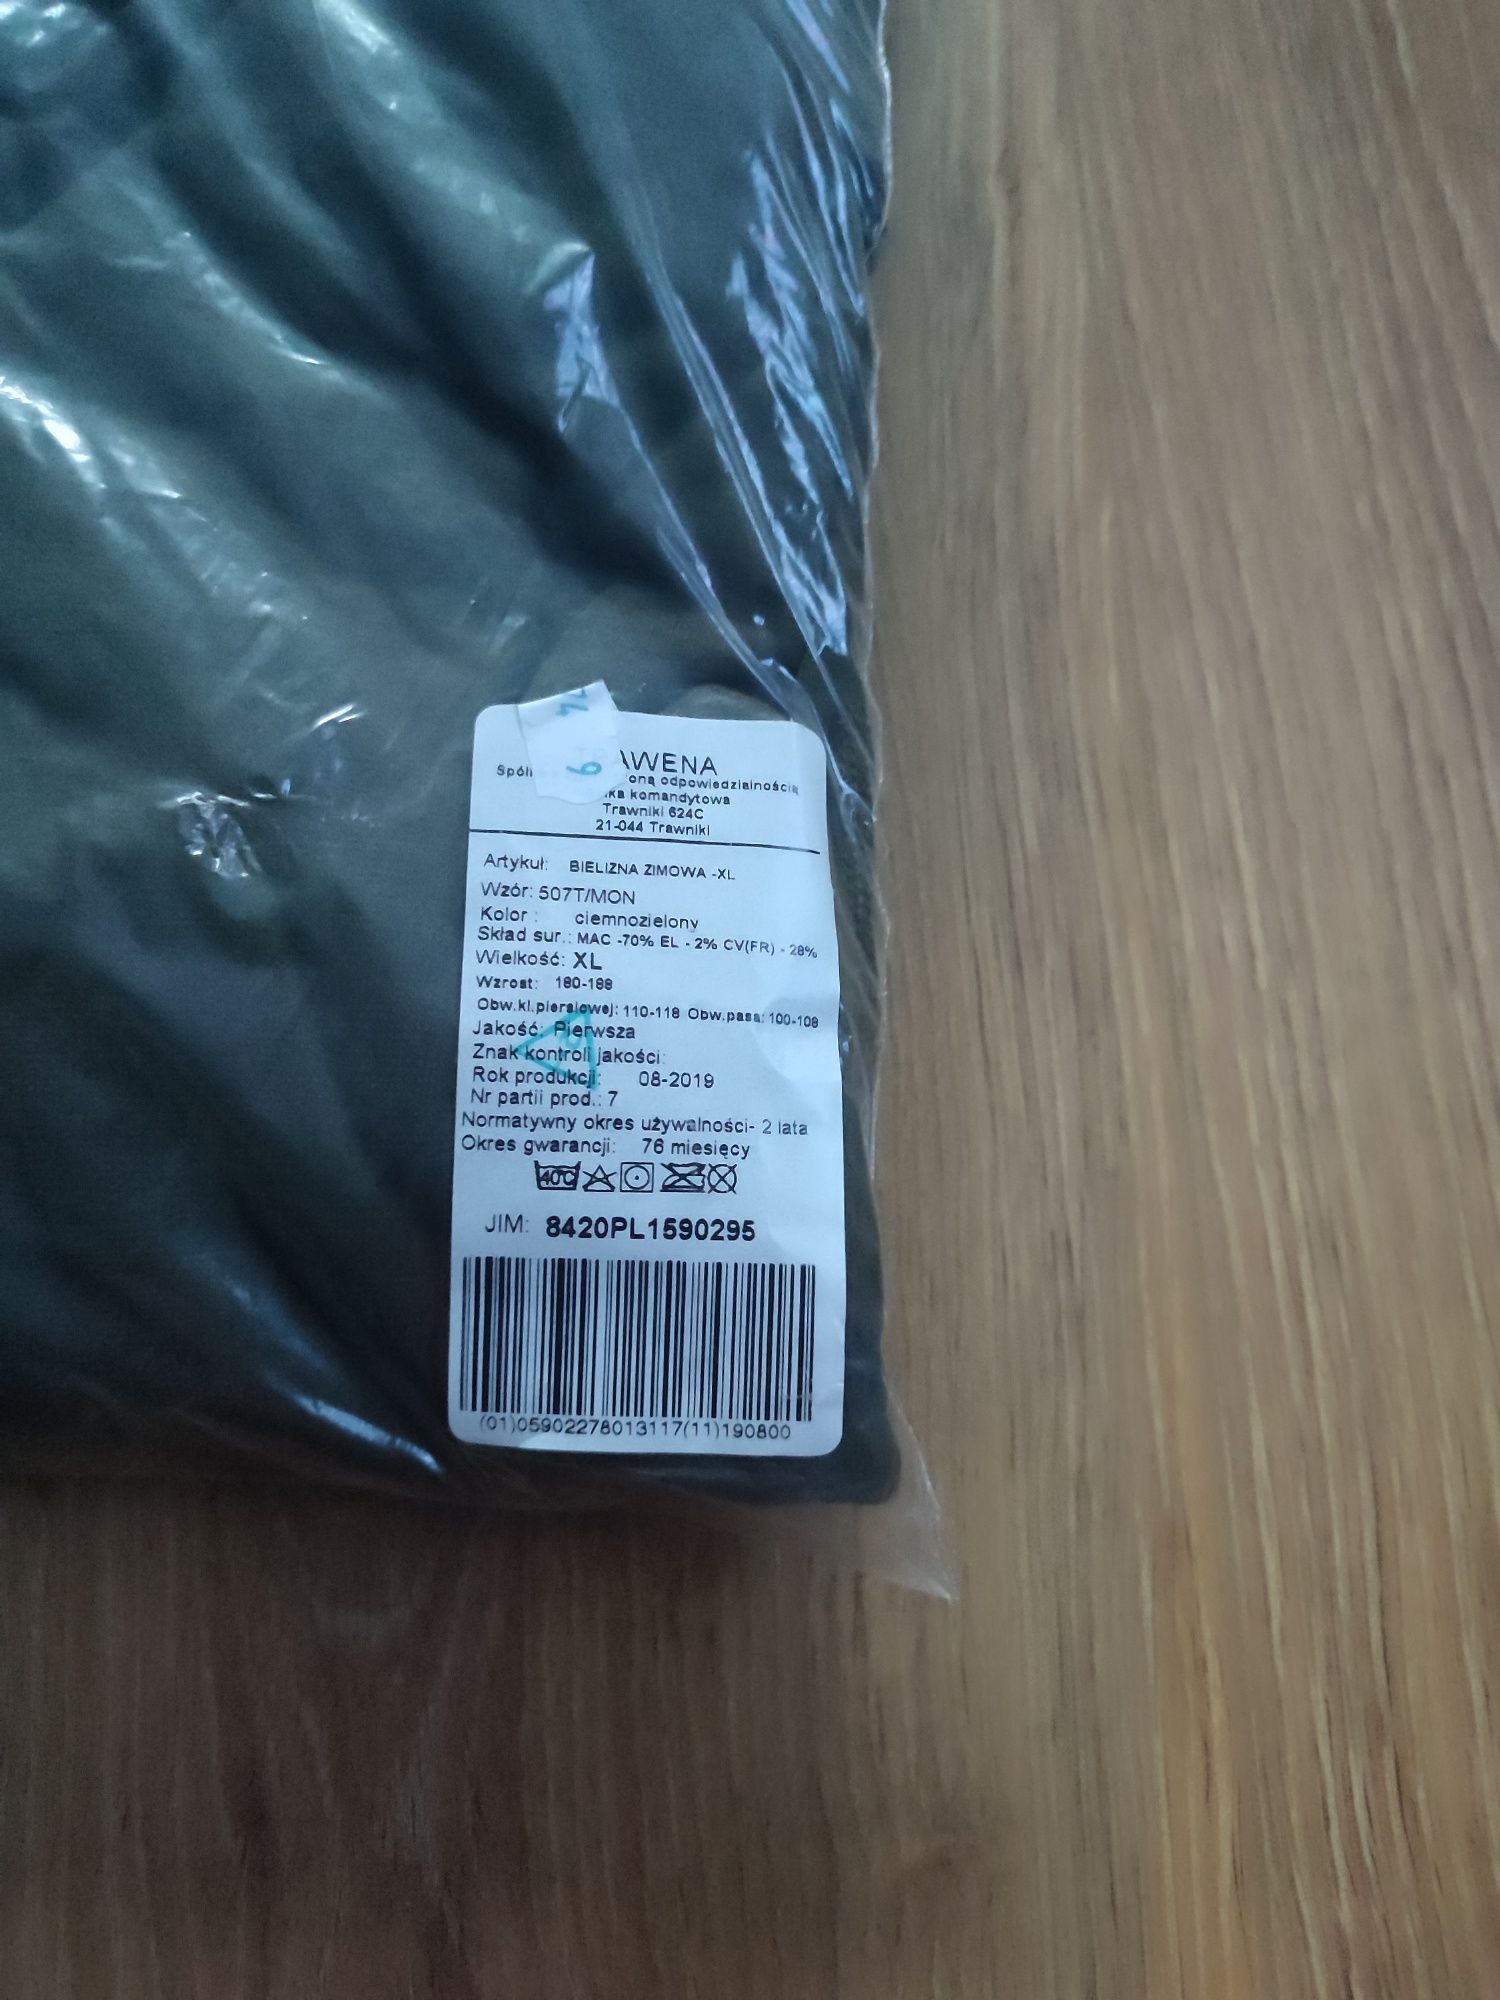 AWENA
Spółk oną odpowiedzialnością
ka komandytowa
Trawniki 624C
21-044 Trawniki
Artykuł: BIELIZNA ZIMOWA -XL
Wzór: 507T/MON
Kolor : ciemnozielony
Skład sur.: MAC -70% EL - 2% CV(FR) - 28%
Wielkość: XL
Wzrost: 180-188
Obw.kl.piersiowej: 110-118 Obw.pasa: 100-108
Jakość: Pierwsza
Znak kontroli jakości:
Rok produkcji: 08-2019
Nr partii prod.: 7
Normatywny okres używalności- 2 lata
Okres gwarancji: 76 miesięcy
40C
JIM: 8420PL1590295
(01)05902278013117(11)190800